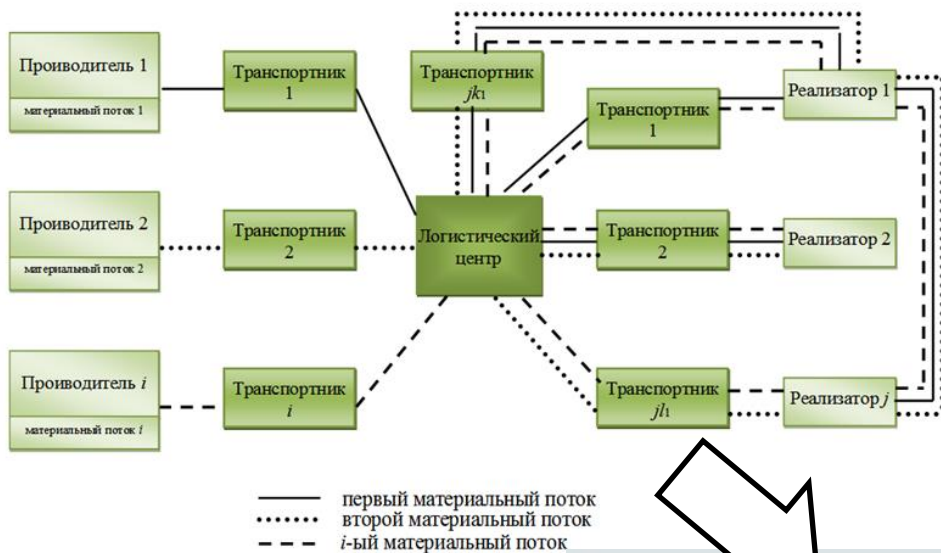 Проиводитель 1
материальный поток 1
Транспортник
1
Транспортник
jk1
Транспортник
1
Реализатор 1
Проиводитель 2
материальный поток 2
Транспортник
2
Логистический
центр
Транспортник
2
Реализатор 2
Проиводитель i
материальный поток i
Транспортник
i
Транспортник
jl1
Реализатор j
первый материальный поток
второй материальный поток
i-ый материальный поток